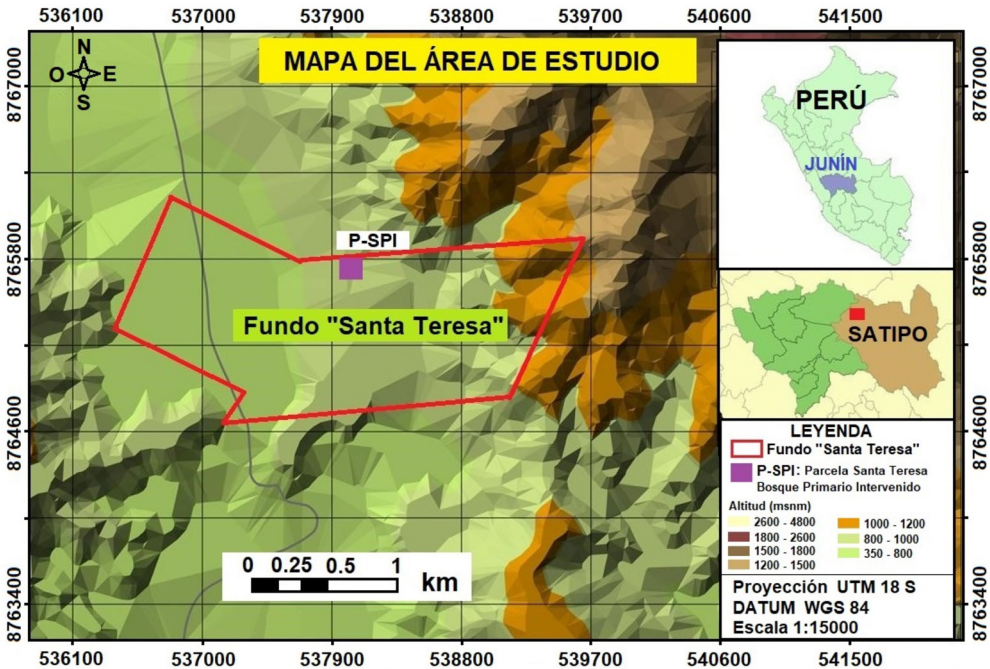 536100 537000 537900 538800 539700 540600 541500
MAPA DEL ÁREA DE ESTUDIO
N
O E
S
8767000
8765800
8764600
8763400
P-SPI
Fundo "Santa Teresa"
0 0.25 0.5 1
km
PERÚ
JUNÍN
SATIPO
LEYENDA
Fundo "Santa Teresa"
P-SPI: Parcela Santa Teresa
Bosque Primario Intervenido
Altitud (msnm)
2600 - 4800
1800 - 2600
1500 - 1800
1200 - 1500
1000 - 1200
800 - 1000
350 - 800
Proyección UTM 18 S
DATUM WGS 84
Escala 1:15000
8767000
8765800
8764600
8763400
536100 537000 537900 538800 539700 540600 541500